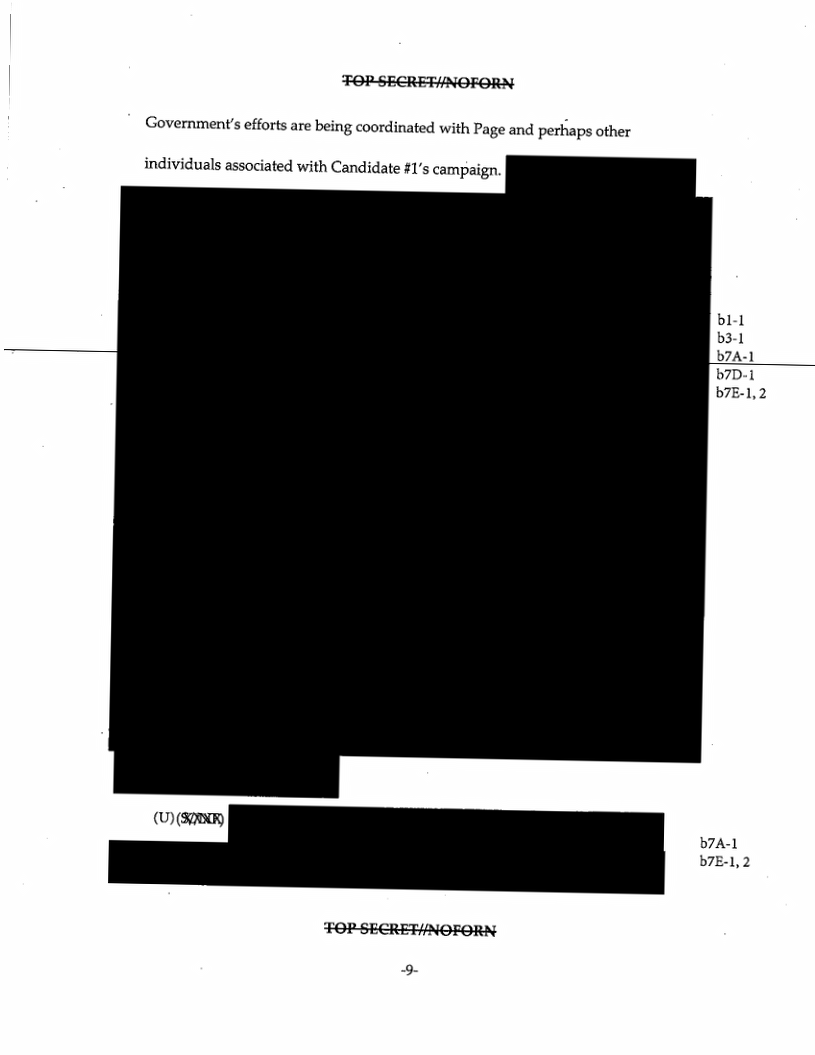 TOP SECRET//NOFORN
Government's efforts are being coordinated with Page and perhaps other
individuals associated with Candidate #1's campaign.
b1-1
b3-1
b7A-1
b7D-1
b7E-1, 2
(U)
b7A-1
b7E-1, 2
TOP SECRET//NOFORN
-9-